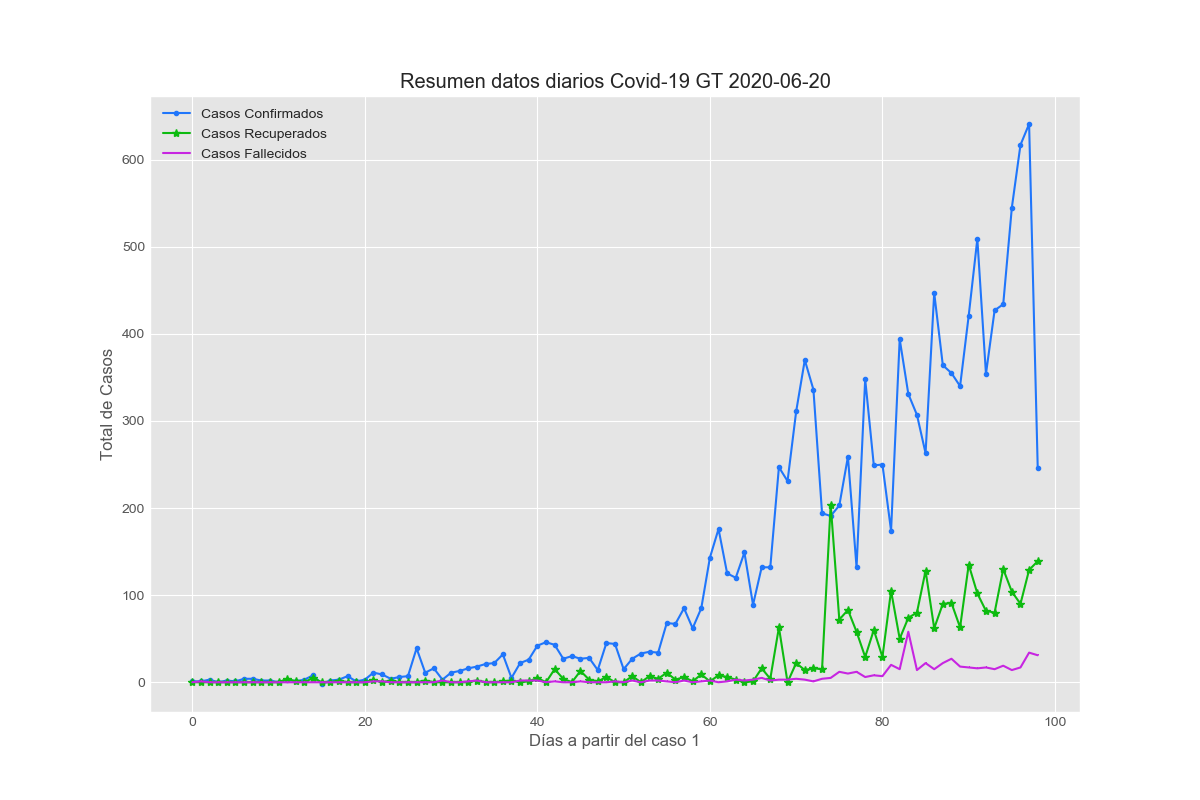 Resumen datos diarios Covid-19 GT 2020-06-20
Casos Confirmados
Casos Recuperados
Casos Fallecidos
600
500
400
300
200
100
0
Total de Casos
0 20 40 60 80 100
Días a partir del caso 1